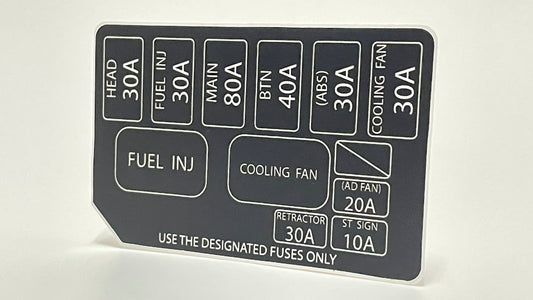 HEAD
30A
FUEL INJ
30A
MAIN
80A
BTN
40A
(ABS)
30A
COOLING FAN
30A
FUEL INJ
COOLING FAN
(AD FAN)
20A
RETRACTOR
30A
ST SIGN
10A
USE THE DESIGNATED FUSES ONLY